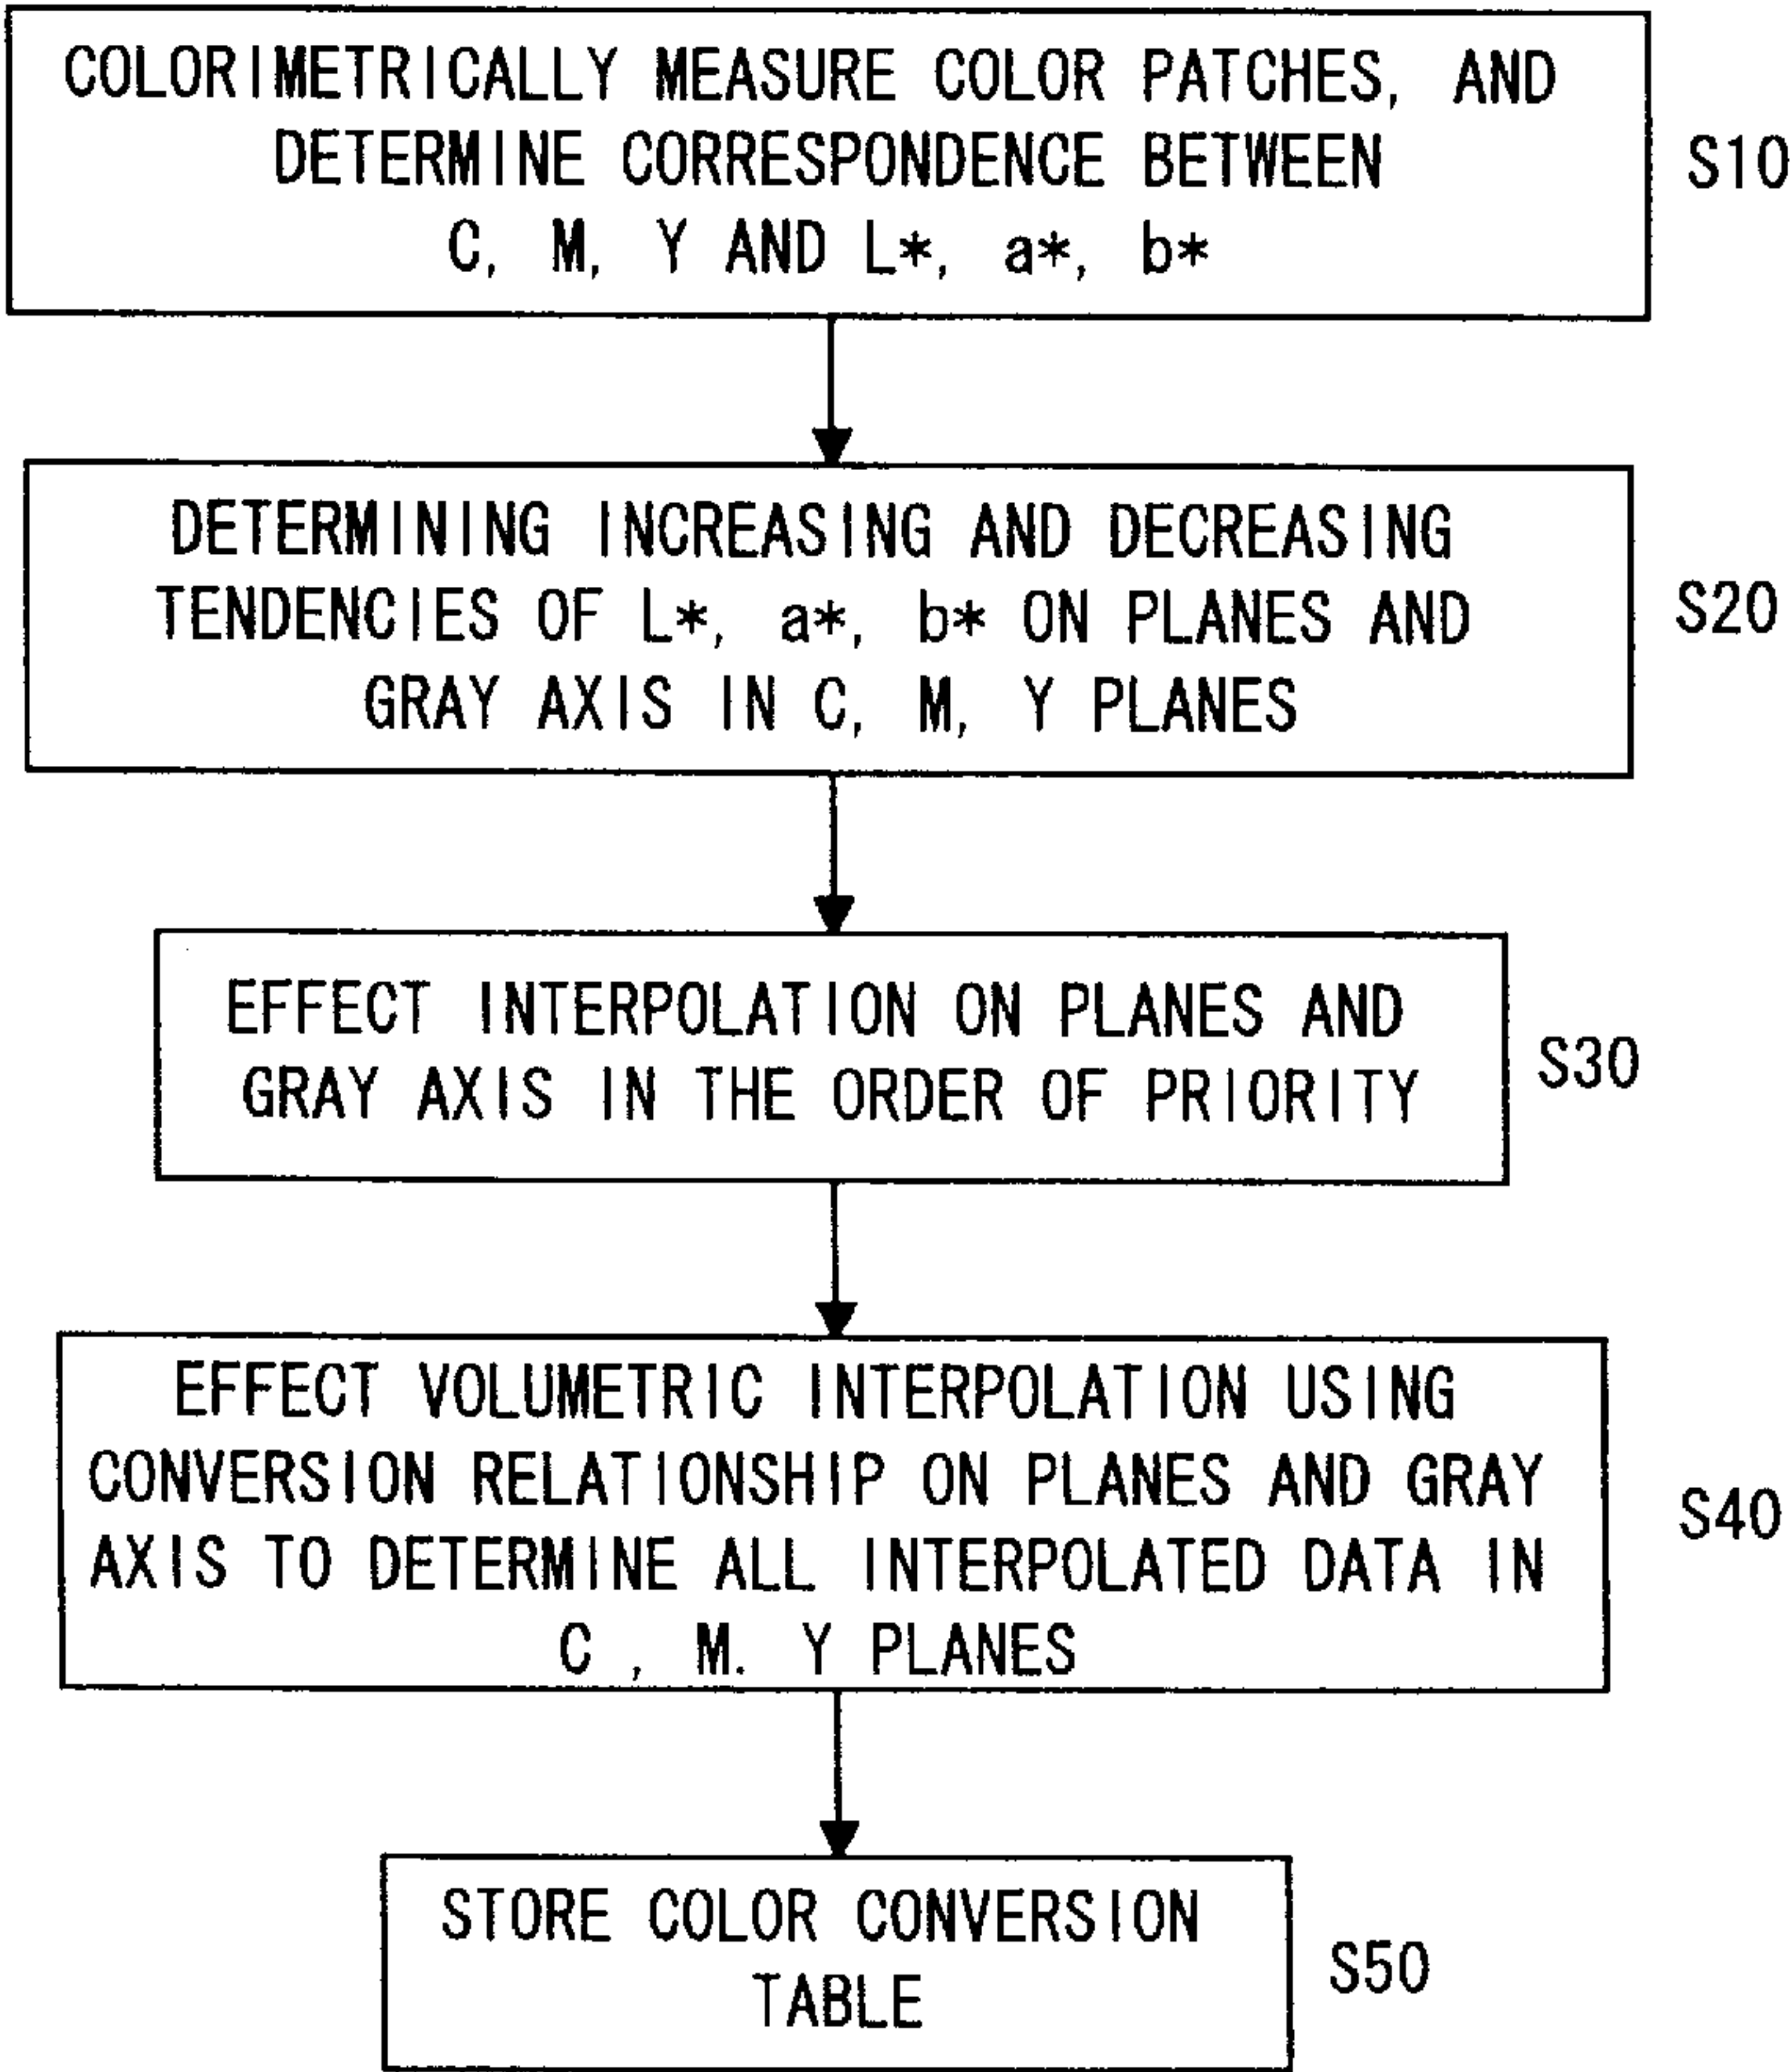 COLORIMETRICALLY MEASURE COLOR PATCHES, AND
DETERMINE CORRESPONDENCE BETWEEN
C, M, Y AND L*, a*, b*
S10
DETERMINING INCREASING AND DECREASING
TENDENCIES OF L*, a*, b* ON PLANES AND
GRAY AXIS IN C, M, Y PLANES
S20
EFFECT INTERPOLATION ON PLANES AND
GRAY AXIS IN THE ORDER OF PRIORITY
S30
EFFECT VOLUMETRIC INTERPOLATION USING
CONVERSION RELATIONSHIP ON PLANES AND GRAY
AXIS TO DETERMINE ALL INTERPOLATED DATA IN
C , M. Y PLANES
S40
STORE COLOR CONVERSION
TABLE
S50